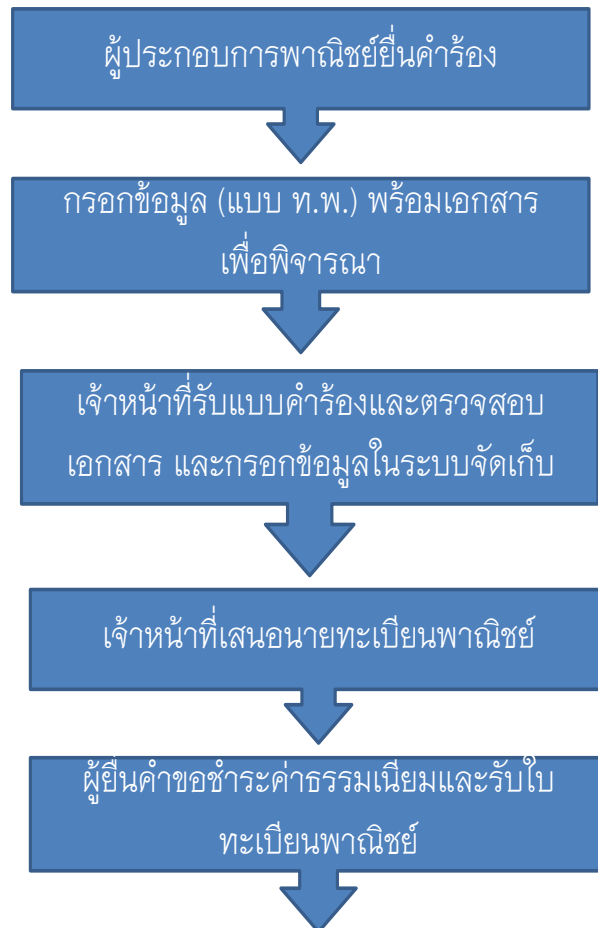 ผู้ประกอบการพาณิชย์ยื่นคำร้อง
กรอกข้อมูล (แบบ ท.พ.) พร้อมเอกสาร
เพื่อพิจารณา
เจ้าหน้าที่รับแบบคำร้องและตรวจสอบ
เอกสาร และกรอกข้อมูลในระบบจัดเก็บ
เจ้าหน้าที่เสนอนายทะเบียนพาณิชย์
ผู้ยื่นคำขอชำระค่าธรรมเนียมและรับใบ
ทะเบียนพาณิชย์